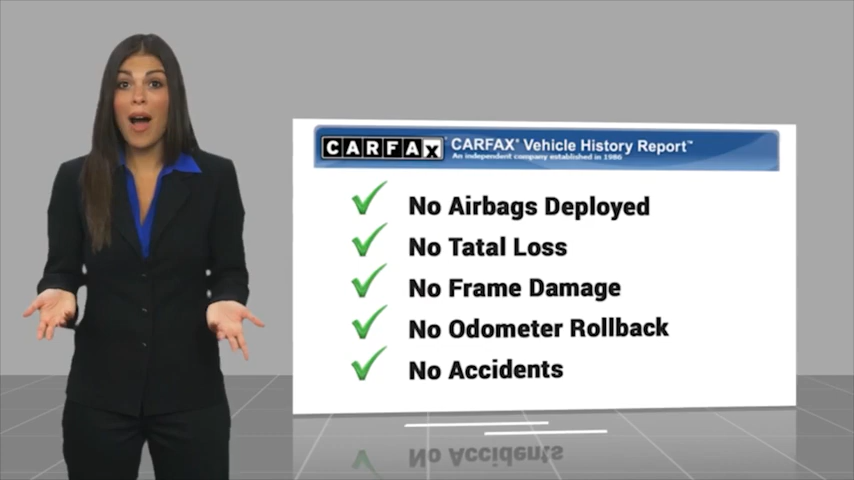 CARFAX CARFAX® Vehicle History Report™
An independent company established in 1986
No Airbags Deployed
No Tatal Loss
No Frame Damage
No Odometer Rollback
No Accidents
No Accidents